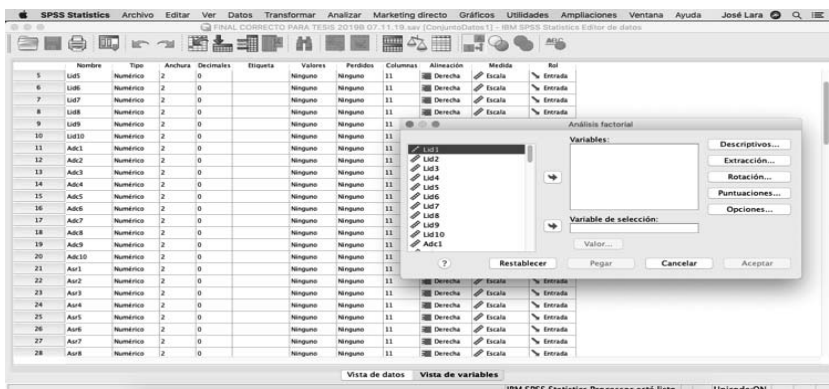 SPSS Statistics Archivo Editar Ver Datos Transformar Analizar Marketing directo Gráficos Utilidades Ampliaciones Ventana Ayuda José Lara
FINAL CORRECTO PARA TESIS 2019B 07.11.19.sav [ConjuntoDatos1] - IBM SPSS Statistics Editor de datos
Nombre Tipo Anchura Decimales Etiqueta Valores Perdidos Columnas Alineación Medida Rol
5 Lid5 Numérico 2 0 Ninguno Ninguno 11 Derecha Escala Entrada
6 Lid6 Numérico 2 0 Ninguno Ninguno 11 Derecha Escala Entrada
7 Lid7 Numérico 2 0 Ninguno Ninguno 11 Derecha Escala Entrada
8 Lid8 Numérico 2 0 Ninguno Ninguno 11 Derecha Escala Entrada
9 Lid9 Numérico 2 0 Ninguno Ninguno 11
10 Lid10 Numérico 2 0 Ninguno Ninguno 11
11 Adc1 Numérico 2 0 Ninguno Ninguno 11
12 Adc2 Numérico 2 0 Ninguno Ninguno 11
13 Adc3 Numérico 2 0 Ninguno Ninguno 11
14 Adc4 Numérico 2 0 Ninguno Ninguno 11
15 Adc5 Numérico 2 0 Ninguno Ninguno 11
16 Adc6 Numérico 2 0 Ninguno Ninguno 11
17 Adc7 Numérico 2 0 Ninguno Ninguno 11
18 Adc8 Numérico 2 0 Ninguno Ninguno 11
19 Adc9 Numérico 2 0 Ninguno Ninguno 11
20 Adc10 Numérico 2 0 Ninguno Ninguno 11
21 Asr1 Numérico 2 0 Ninguno Ninguno 11
22 Asr2 Numérico 2 0 Ninguno Ninguno 11 Derecha Escala Entrada
23 Asr3 Numérico 2 0 Ninguno Ninguno 11 Derecha Escala Entrada
24 Asr4 Numérico 2 0 Ninguno Ninguno 11 Derecha Escala Entrada
25 Asr5 Numérico 2 0 Ninguno Ninguno 11 Derecha Escala Entrada
26 Asr6 Numérico 2 0 Ninguno Ninguno 11 Derecha Escala Entrada
27 Asr7 Numérico 2 0 Ninguno Ninguno 11 Derecha Escala Entrada
28 Asr8 Numérico 2 0 Ninguno Ninguno 11 Derecha Escala Entrada
Análisis factorial
Variables:
Lid1
Lid2
Lid3
Lid4
Lid5
Lid6
Lid7
Lid8
Lid9
Lid10
Adc1
Variable de selección:
Valor...
Descriptivos...
Extracción...
Rotación...
Puntuaciones...
Opciones...
? Restablecer Pegar Cancelar Aceptar
Vista de datos Vista de variables
IBM SPSS Statistics Processor está listo Unicode:ON